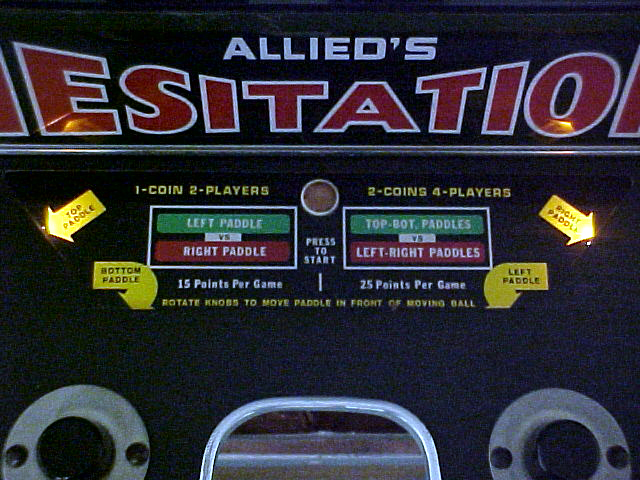 ALLIED'S
ESITATIO
1-COIN 2-PLAYERS
2-COINS 4-PLAYERS
TOP PADDLE
LEFT PADDLE
VS
RIGHT PADDLE
PRESS TO START
TOP-BOT. PADDLES
VS
LEFT-RIGHT PADDLES
RIGHT PADDLE
BOTTOM PADDLE
15 Points Per Game
25 Points Per Game
LEFT PADDLE
ROTATE KNOBS TO MOVE PADDLE IN FRONT OF MOVING BALL